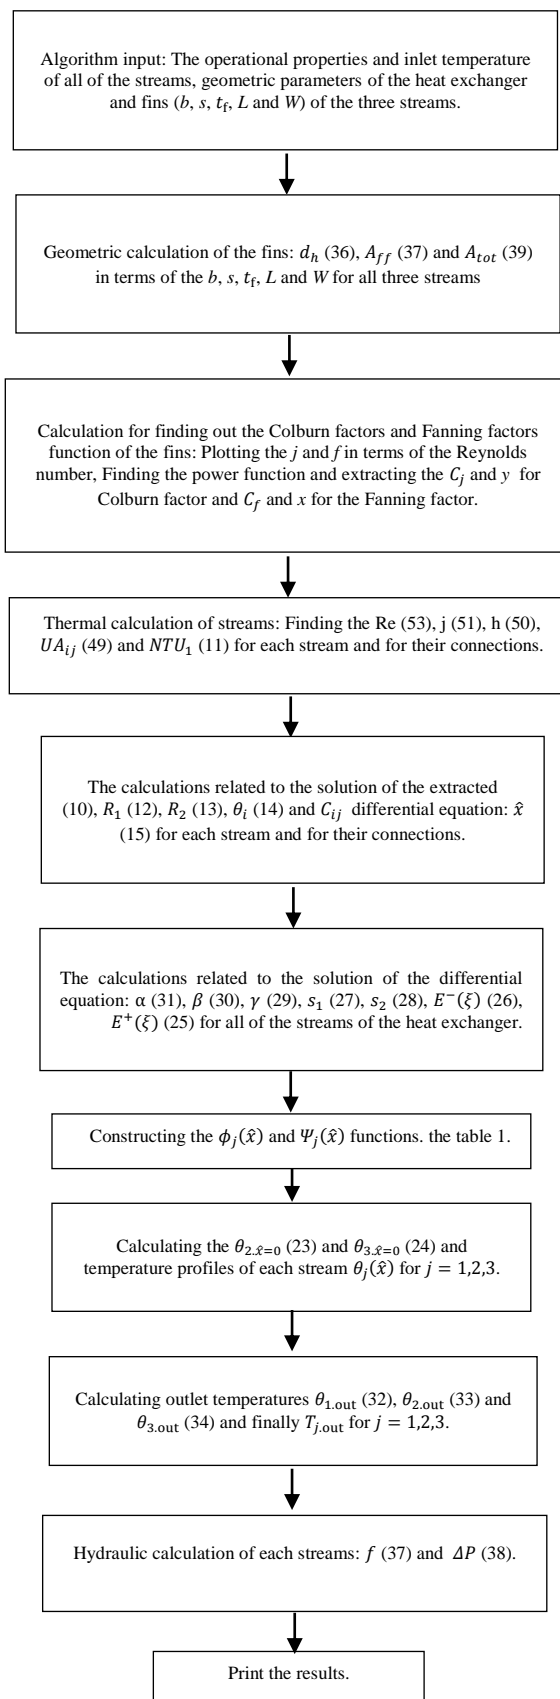 Algorithm input: The operational properties and inlet temperature
of all of the streams, geometric parameters of the heat exchanger
and fins (b, s, t_f, L and W) of the three streams.
Geometric calculation of the fins: d_h (36), A_ff (37) and A_tot (39)
in terms of the b, s, t_f, L and W for all three streams
Calculation for finding out the Colburn factors and Fanning factors
function of the fins: Plotting the j and f in terms of the Reynolds
number, Finding the power function and extracting the C_j and y for
Colburn factor and C_f and x for the Fanning factor.
Thermal calculation of streams: Finding the Re (53), j (51), h (50),
UA_ij (49) and NTU_1 (11) for each stream and for their connections.
The calculations related to the solution of the extracted
(10), R_1 (12), R_2 (13), θ_i (14) and C_ij differential equation: x̂
(15) for each stream and for their connections.
The calculations related to the solution of the differential
equation: α (31), β (30), γ (29), s_1 (27), s_2 (28), E^−(ξ) (26),
E^+(ξ) (25) for all of the streams of the heat exchanger.
Constructing the ϕ_j(x̂) and Ψ_j(x̂) functions. the table 1.
Calculating the θ_2.x̂=0 (23) and θ_3.x̂=0 (24) and
temperature profiles of each stream θ_j(x̂) for j = 1,2,3.
Calculating outlet temperatures θ_1.out (32), θ_2.out (33) and
θ_3.out (34) and finally T_j.out for j = 1,2,3.
Hydraulic calculation of each streams: f (37) and ΔP (38).
Print the results.